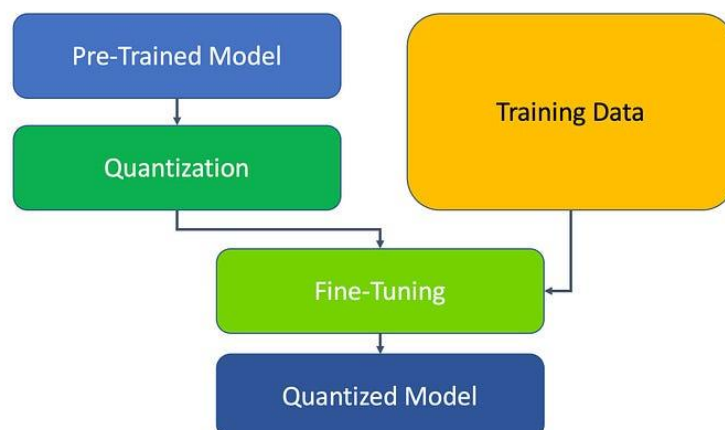 Pre-Trained Model
Training Data
Quantization
Fine-Tuning
Quantized Model